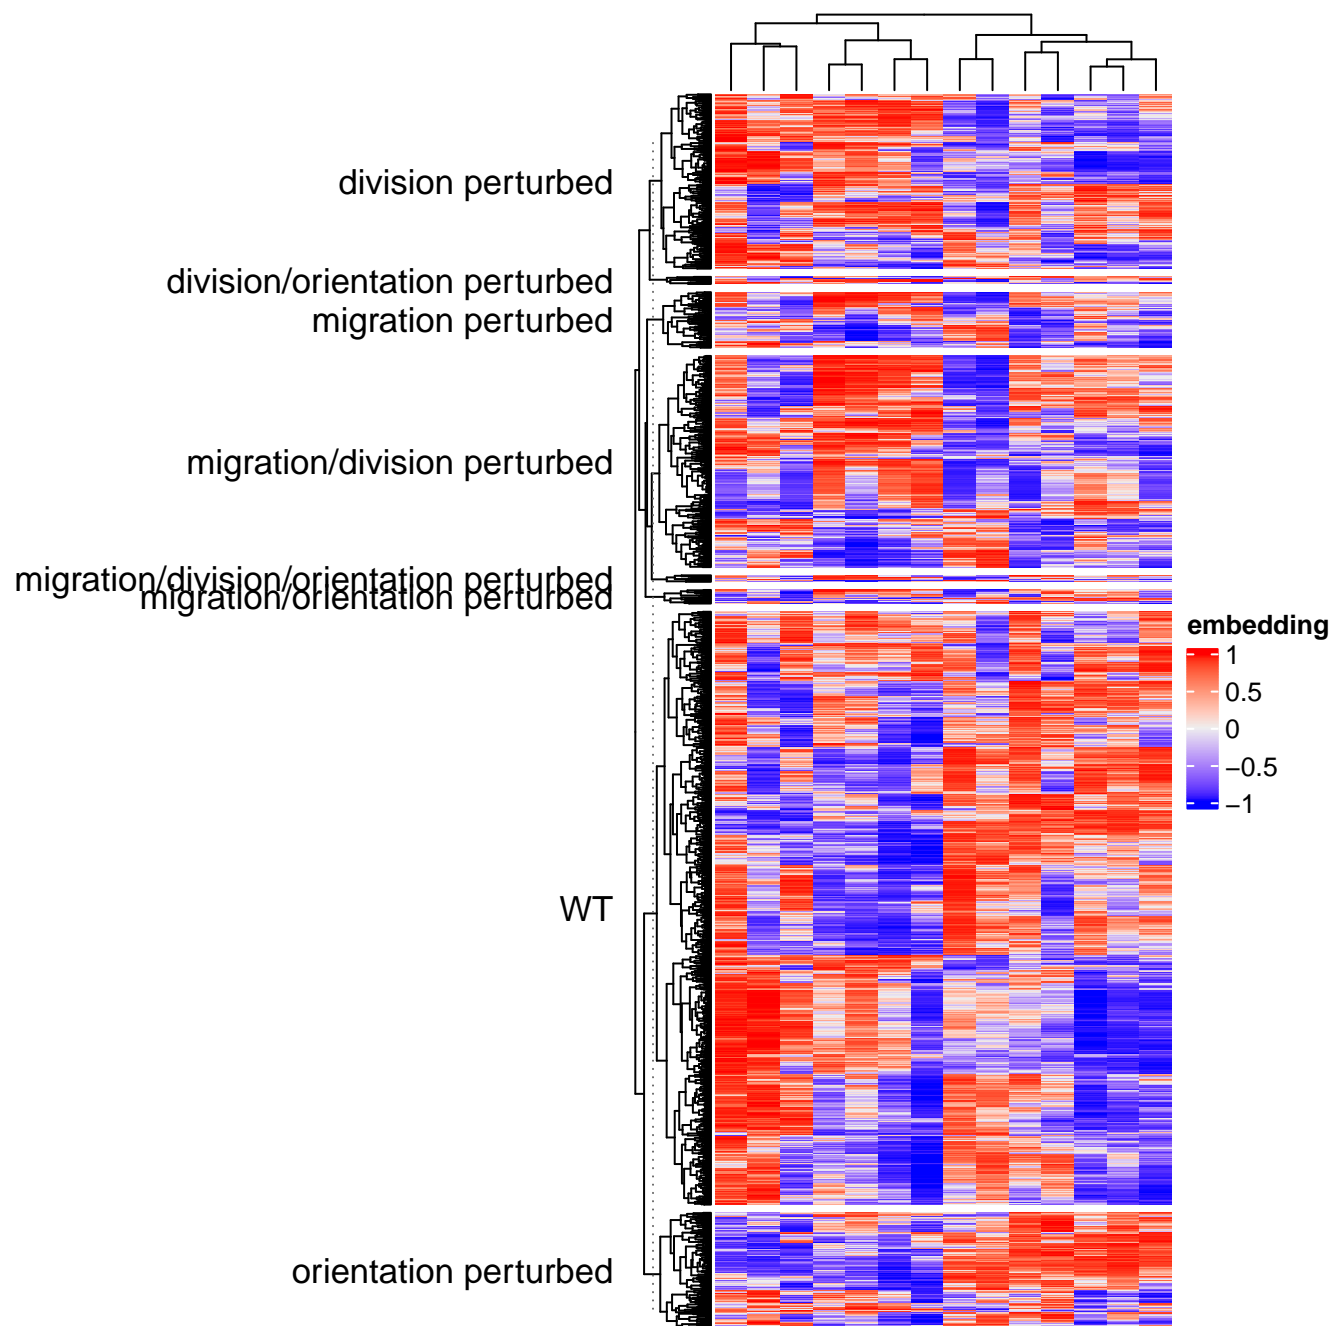 division perturbed
division/orientation perturbed
migration perturbed
migration/division perturbed
migration/division/orientation perturbed
migration/orientation perturbed
WT
orientation perturbed
embedding
1
0.5
0
−0.5
−1